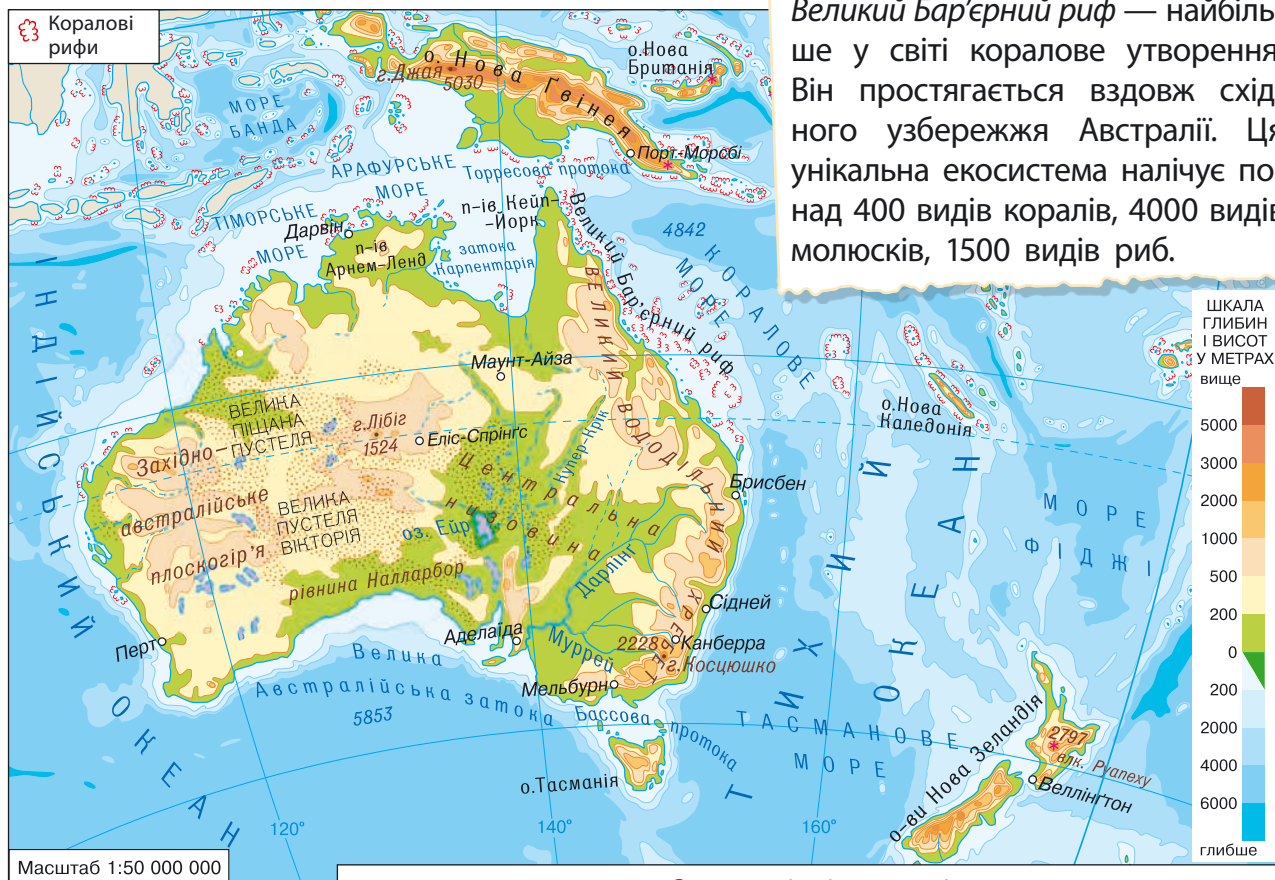 Коралові
рифи
Великий Бар’єрний риф — найбіль-
ше у світі коралове утворення.
Він простягається вздовж схід-
ного узбережжя Австралії. Ця
унікальна екосистема налічує по-
над 400 видів коралів, 4000 видів
молюсків, 1500 видів риб.
о. Нова Гвінея
г.Джая
5030
о.Нова
Британія
МОРЕ
БАНДА
Порт-Морсбі
АРАФУРСЬКЕ
МОРЕ
Торресова протока
ТІМОРСЬКЕ
МОРЕ
Дарвін
п-ів
Арнем-Ленд
п-ів Кейп-
-Йорк
затока
Карпентарія
Великий Бар’єрний риф
4842
КОРАЛОВЕ
МОРЕ
ІНДІЙСЬКИЙ
ОКЕАН
ВЕЛИКИЙ ВОДОДІЛЬНИЙ ХРЕБЕТ
Маунт-Айза
ВЕЛИКА
ПІЩАНА
ПУСТЕЛЯ
г.Лібіг
1524
Еліс-Спрінгс
Купер-Крік
о.Нова
Каледонія
Західно-
австралійське
плоскогір’я
ВЕЛИКА
ПУСТЕЛЯ
ВІКТОРІЯ
Центральна
низовина
оз. Ейр
Брисбен
МОРЕ
ФІДЖІ
рівнина Налларбор
Дарлінг
Сідней
Перт
Аделаїда
Муррей
2228
Канберра
г.Косцюшко
Мельбурн
Велика
Австралійська затока
5853
Бассова протока
ТИХИЙ
ОКЕАН
ТАСМАНОВЕ
МОРЕ
о.Тасманія
о-ви Нова Зеландія
2797
влк. Руапеху
Веллінгтон
120°
140°
160°
ШКАЛА
ГЛИБИН
І ВИСОТ
У МЕТРАХ
вище
5000
3000
2000
1000
500
200
0
200
2000
4000
6000
глибше
Масштаб 1:50 000 000